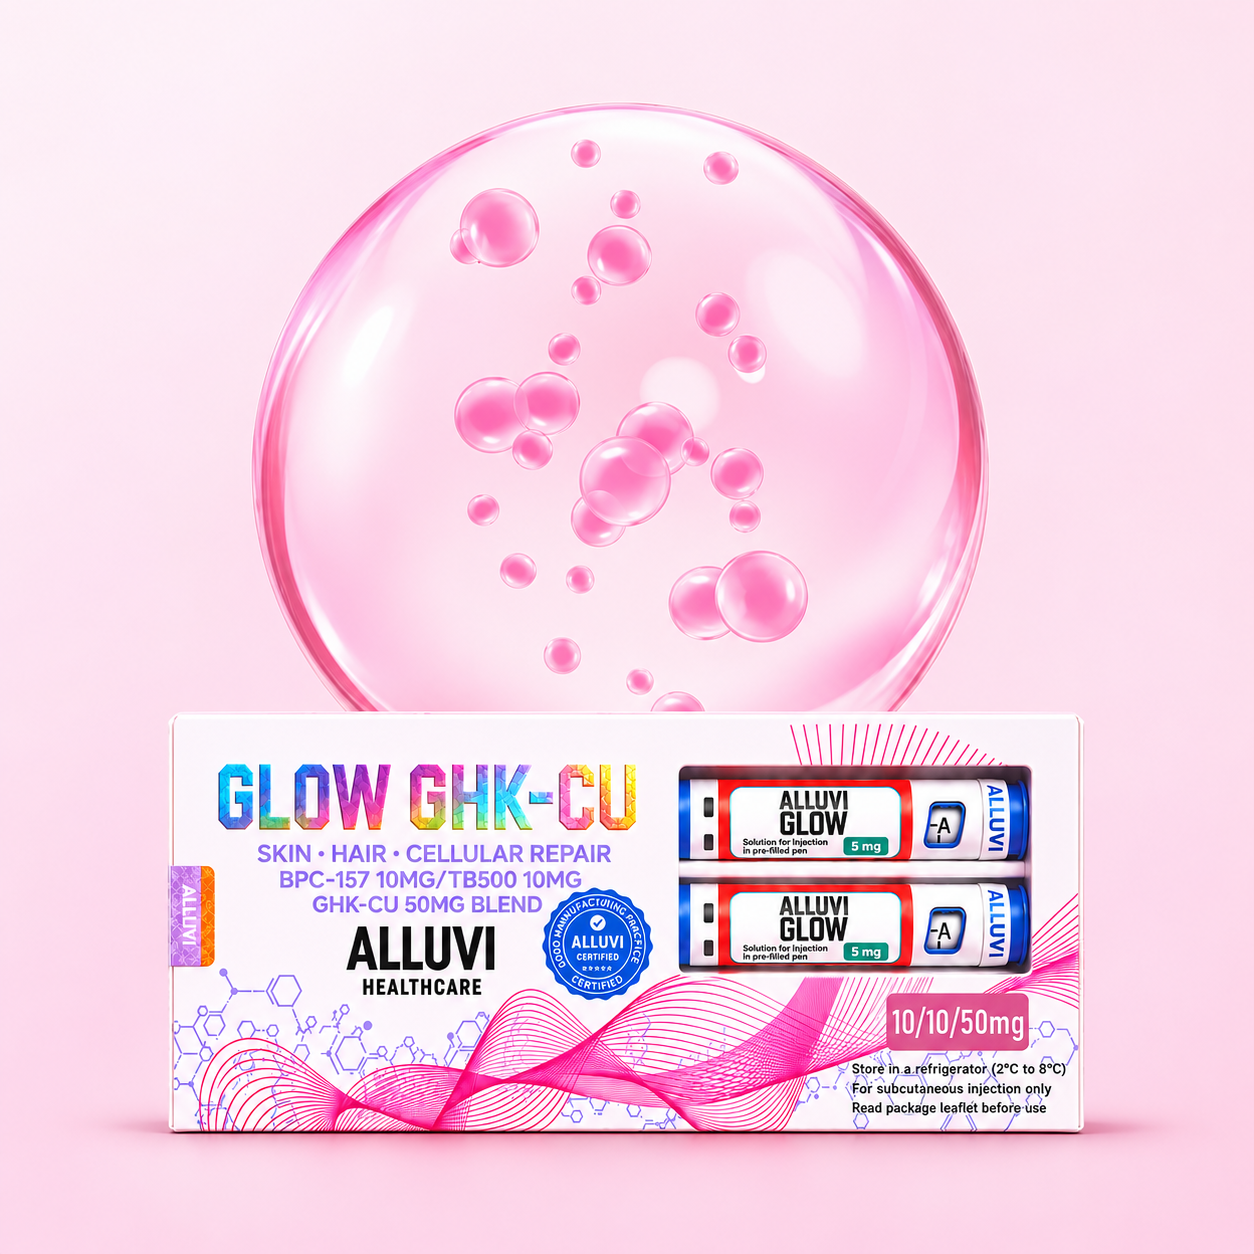 GLOW GHK-CU
SKIN • HAIR • CELLULAR REPAIR
BPC-157 10MG/TB500 10MG
GHK-CU 50MG BLEND
ALLUVI
HEALTHCARE
ALLUVI
CERTIFIED
CERTIFIED
ALLUVI
ALLUVI
GLOW
Solution for Injection
in pre-filled pen
5 mg
A
ALLUVI
ALLUVI
GLOW
Solution for Injection
in pre-filled pen
5 mg
A
ALLUVI
10/10/50mg
Store in a refrigerator (2°C to 8°C)
For subcutaneous injection only
Read package leaflet before use